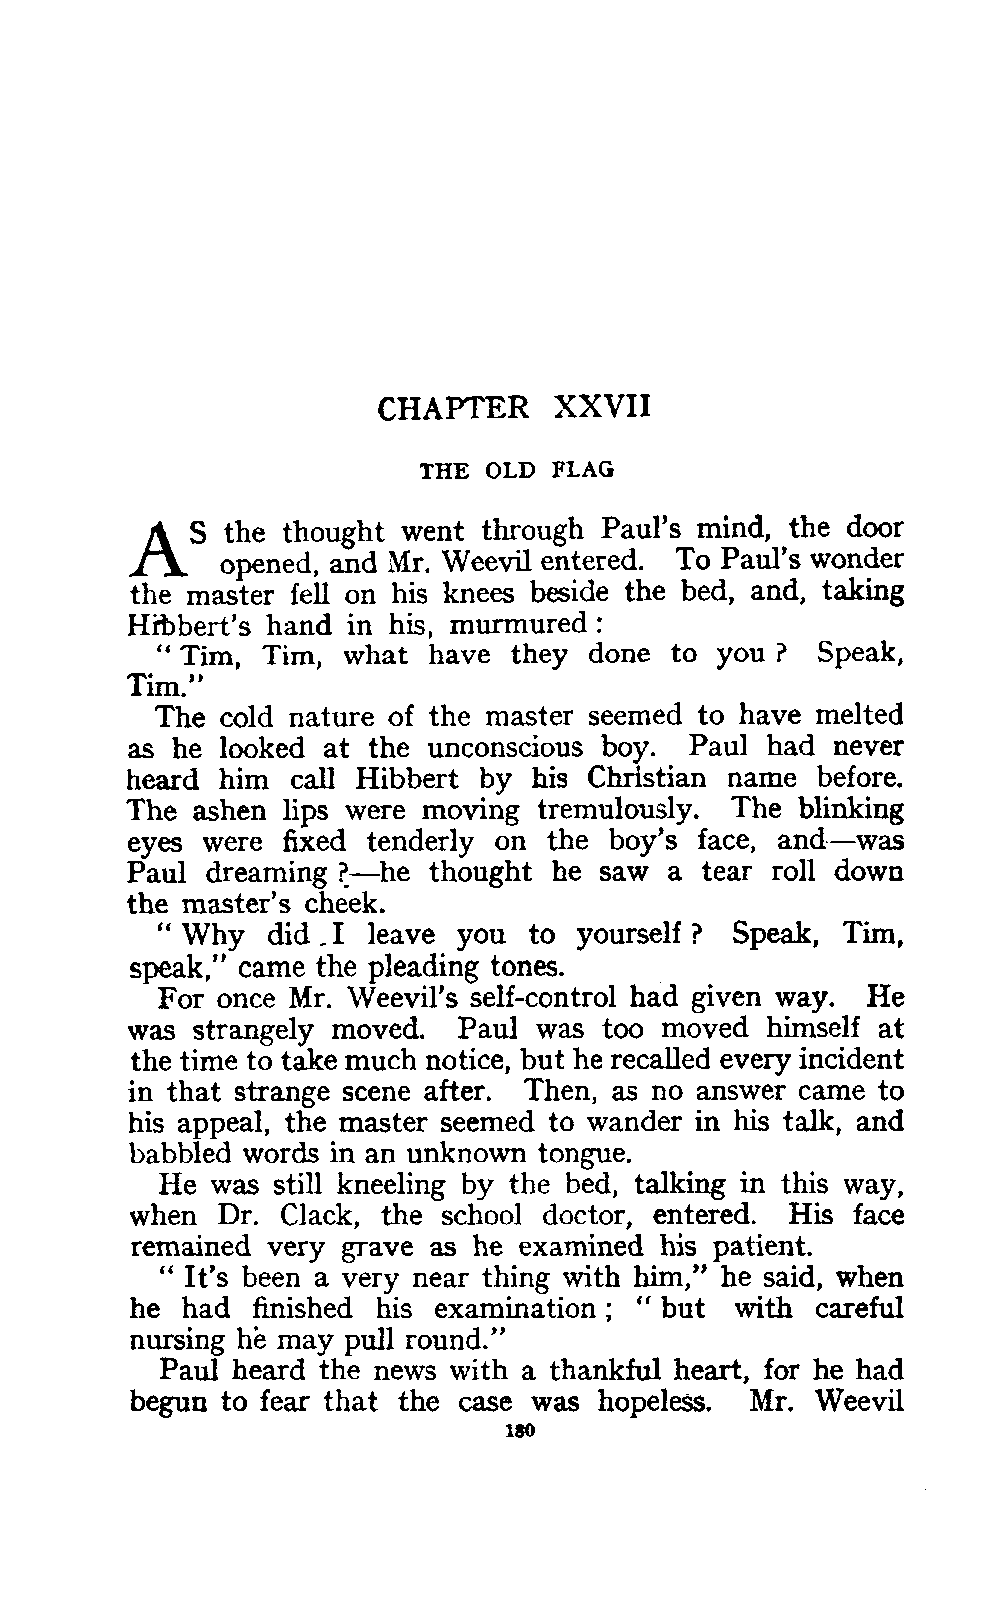 CHAPTER XXVII
THE OLD FLAG
AS the thought went through Paul's mind, the door
opened, and Mr. Weevil entered. To Paul's wonder
the master fell on his knees beside the bed, and, taking
Hibbert's hand in his, murmured :
" Tim, Tim, what have they done to you ? Speak,
Tim."
The cold nature of the master seemed to have melted
as he looked at the unconscious boy. Paul had never
heard him call Hibbert by his Christian name before.
The ashen lips were moving tremulously. The blinking
eyes were fixed tenderly on the boy's face, and—was
Paul dreaming ?—he thought he saw a tear roll down
the master's cheek.
" Why did I leave you to yourself ? Speak, Tim,
speak," came the pleading tones.
For once Mr. Weevil's self-control had given way. He
was strangely moved. Paul was too moved himself at
the time to take much notice, but he recalled every incident
in that strange scene after. Then, as no answer came to
his appeal, the master seemed to wander in his talk, and
babbled words in an unknown tongue.
He was still kneeling by the bed, talking in this way,
when Dr. Clack, the school doctor, entered. His face
remained very grave as he examined his patient.
" It's been a very near thing with him," he said, when
he had finished his examination ; " but with careful
nursing he may pull round."
Paul heard the news with a thankful heart, for he had
begun to fear that the case was hopeless. Mr. Weevil
180